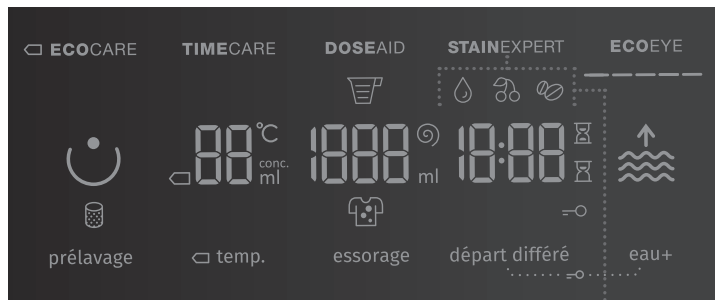 ECOCARE TIMECARE DOSEAID STAINEXPERT ECOEYE
88 °C conc. ml 1888 ml 18:88
prélavage temp. essorage départ différé eau+